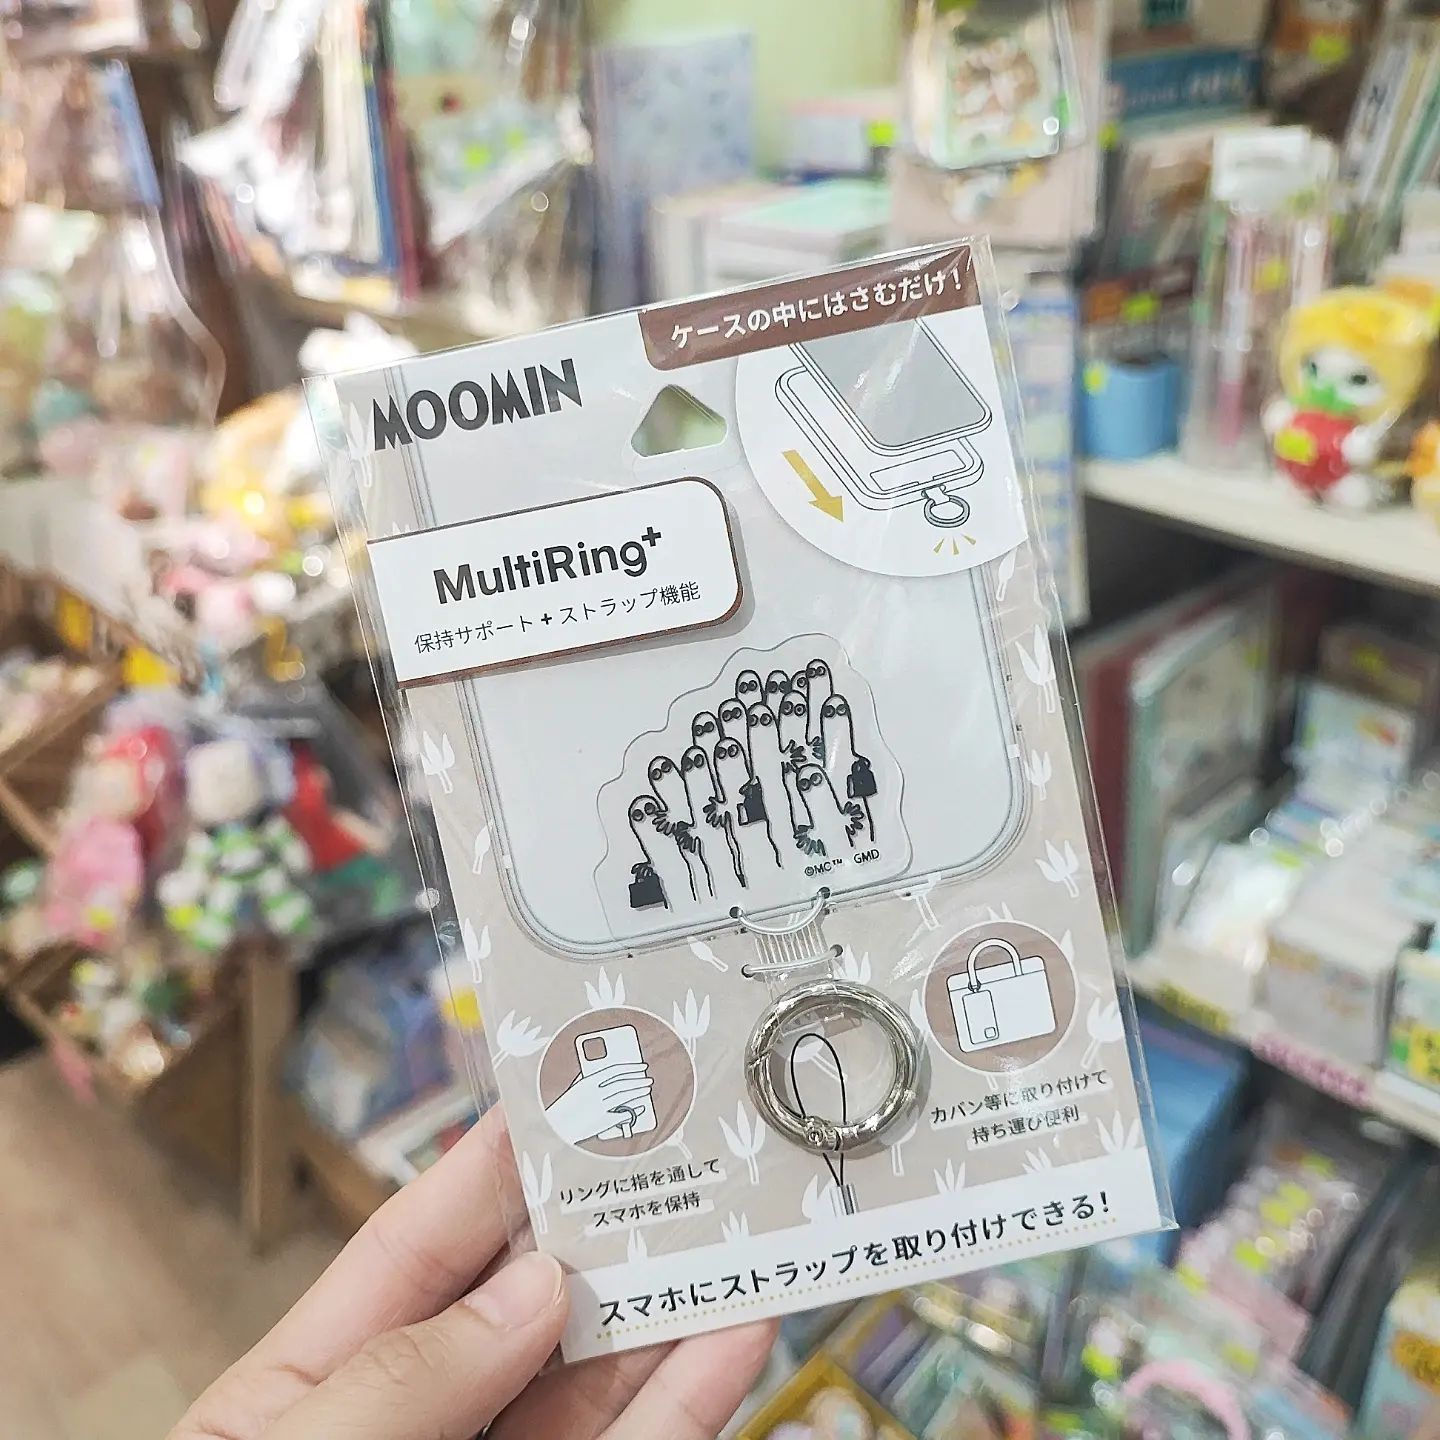 ケースの中にはさむだけ!
MOOMIN
MultiRing+
保持サポート+ストラップ機能
©MC™ GMD
リングに指を通して
スマホを保持
カバン等に取り付けて
持ち運び便利
スマホにストラップを取り付けできる!